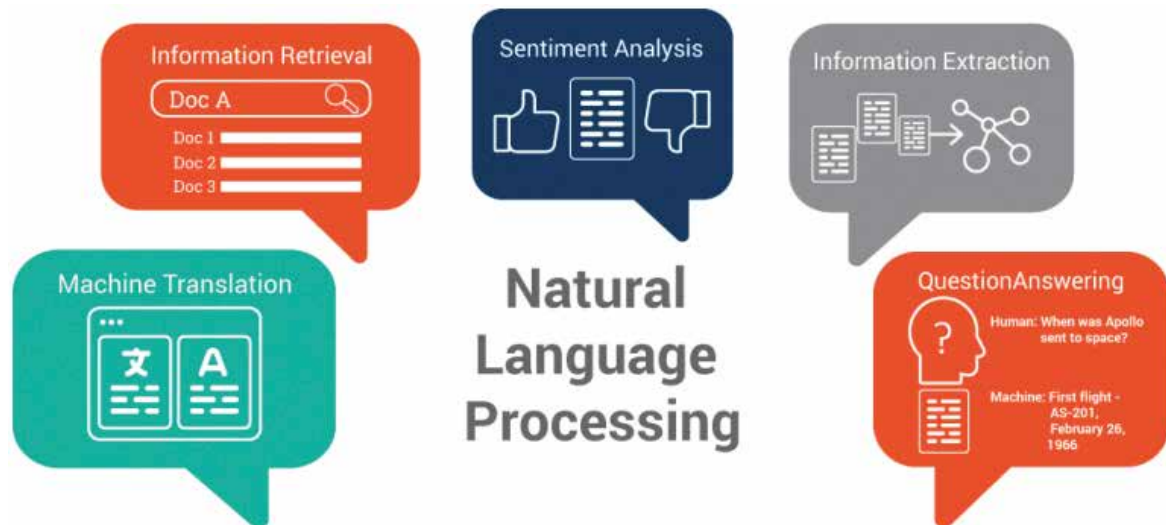 Information Retrieval
Doc A
Doc 1
Doc 2
Doc 3
Sentiment Analysis
Information Extraction
Machine Translation
文 A
Natural
Language
Processing
QuestionAnswering
?
Human: When was Apollo
sent to space?
Machine: First flight -
AS-201,
February 26,
1966